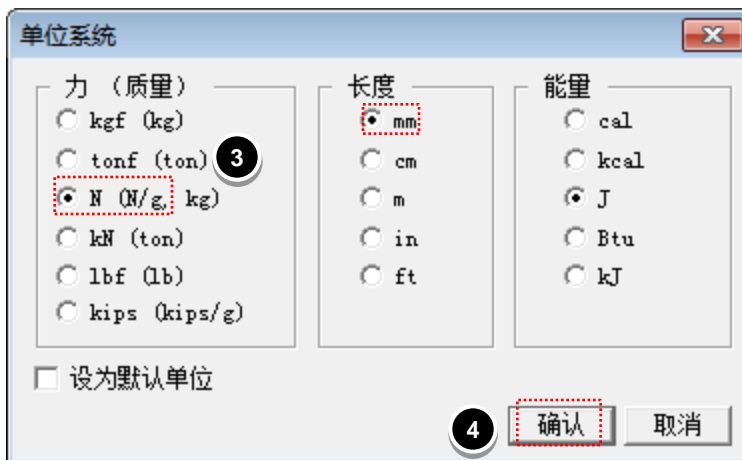 单位系统
力 （质量）
kgf (kg)
tonf (ton)
3
N (N/g, kg)
kN (ton)
lbf (lb)
kips (kips/g)
长度
mm
cm
m
in
ft
能量
cal
kcal
J
Btu
kJ
设为默认单位
4
确认
取消